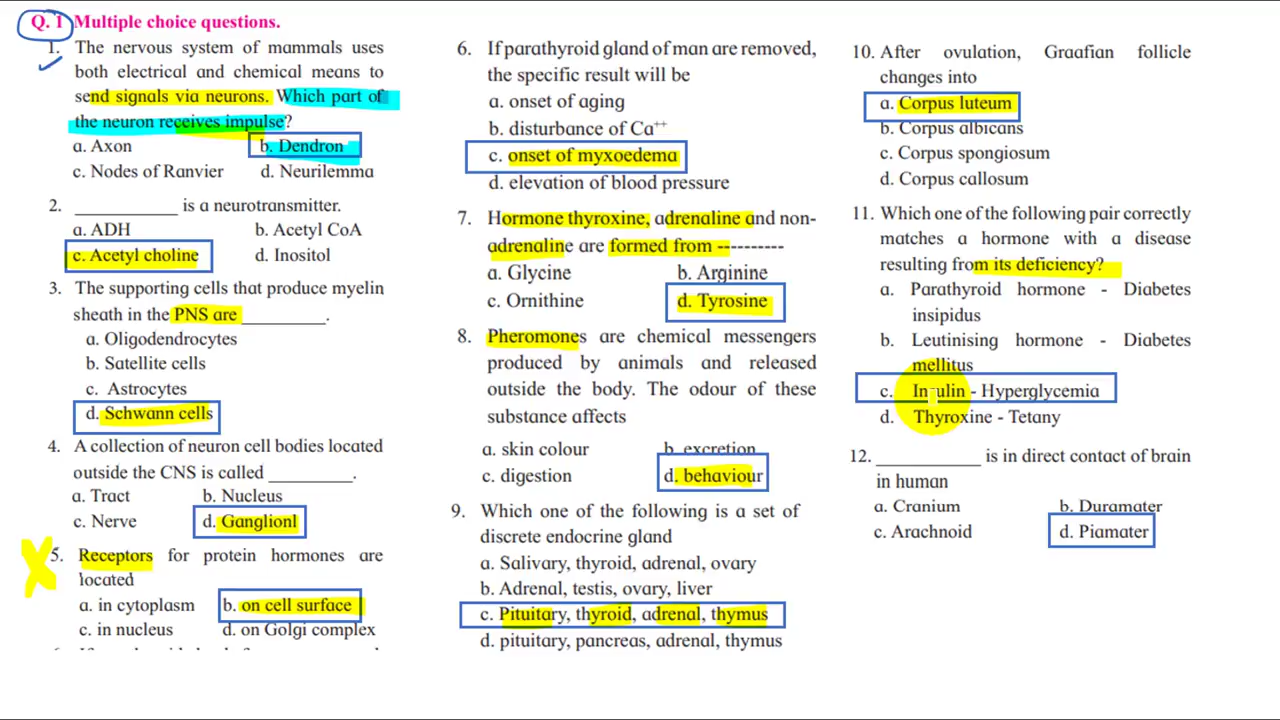 Q. 1 Multiple choice questions.
1. The nervous system of mammals uses
both electrical and chemical means to
send signals via neurons. Which part of
the neuron receives impulse?
a. Axon b. Dendron
c. Nodes of Ranvier d. Neurilemma
2. ___________ is a neurotransmitter.
a. ADH b. Acetyl CoA
c. Acetyl choline d. Inositol
3. The supporting cells that produce myelin
sheath in the PNS are _________.
a. Oligodendrocytes
b. Satellite cells
c. Astrocytes
d. Schwann cells
4. A collection of neuron cell bodies located
outside the CNS is called _________.
a. Tract b. Nucleus
c. Nerve d. Ganglionl
5. Receptors for protein hormones are
located
a. in cytoplasm b. on cell surface
c. in nucleus d. on Golgi complex
6. If parathyroid gland of man are removed,
the specific result will be
a. onset of aging
b. disturbance of Ca++
c. onset of myxoedema
d. elevation of blood pressure
7. Hormone thyroxine, adrenaline and non-
adrenaline are formed from ----------
a. Glycine b. Arginine
c. Ornithine d. Tyrosine
8. Pheromones are chemical messengers
produced by animals and released
outside the body. The odour of these
substance affects
a. skin colour b. excretion
c. digestion d. behaviour
9. Which one of the following is a set of
discrete endocrine gland
a. Salivary, thyroid, adrenal, ovary
b. Adrenal, testis, ovary, liver
c. Pituitary, thyroid, adrenal, thymus
d. pituitary, pancreas, adrenal, thymus
10. After ovulation, Graafian follicle
changes into
a. Corpus luteum
b. Corpus albicans
c. Corpus spongiosum
d. Corpus callosum
11. Which one of the following pair correctly
matches a hormone with a disease
resulting from its deficiency?
a. Parathyroid hormone - Diabetes
insipidus
b. Leutinising hormone - Diabetes
mellitus
c. Insulin - Hyperglycemia
d. Thyroxine - Tetany
12. ___________ is in direct contact of brain
in human
a. Cranium b. Duramater
c. Arachnoid d. Piamater